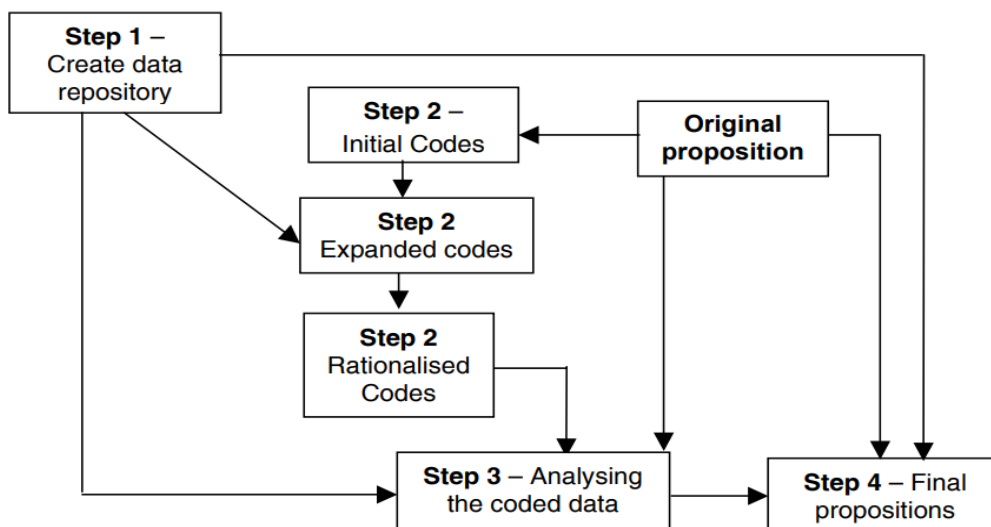 Step 1 –
Create data
repository
Step 2 –
Initial Codes
Original
proposition
Step 2
Expanded codes
Step 2
Rationalised
Codes
Step 3 – Analysing
the coded data
Step 4 – Final
propositions